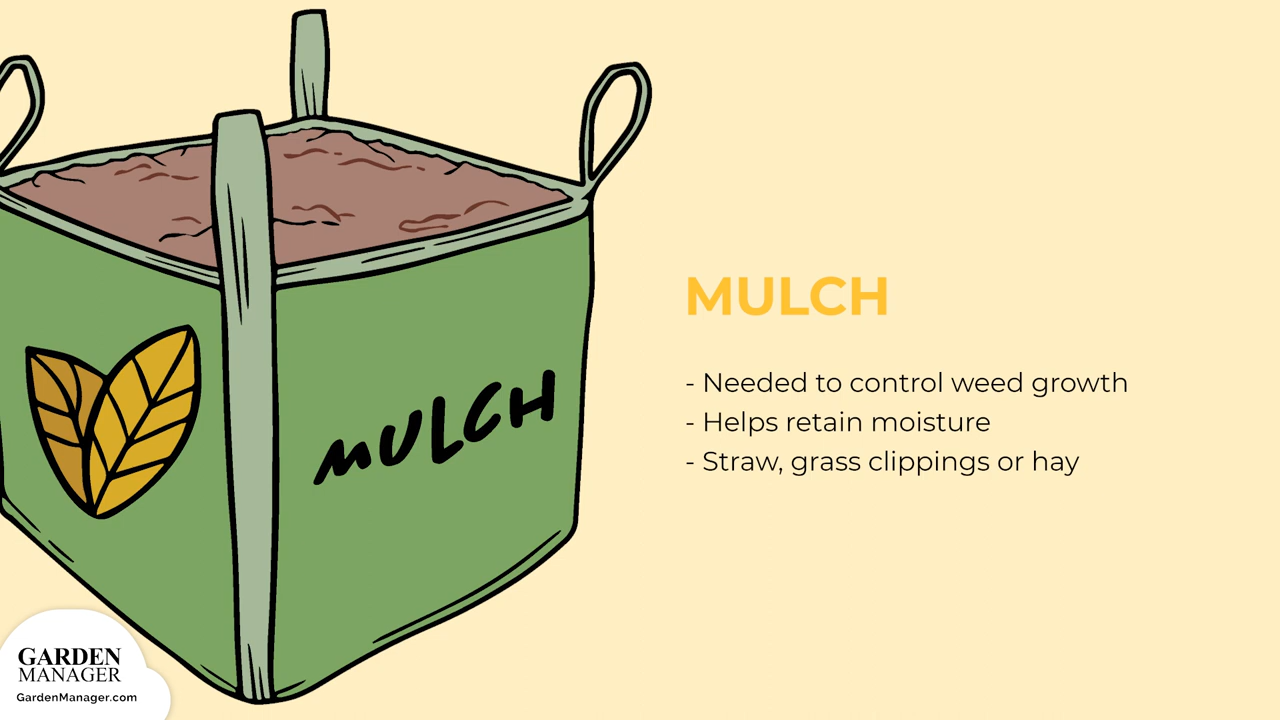 MULCH
MULCH
- Needed to control weed growth
- Helps retain moisture
- Straw, grass clippings or hay
GARDEN
MANAGER
GardenManager.com